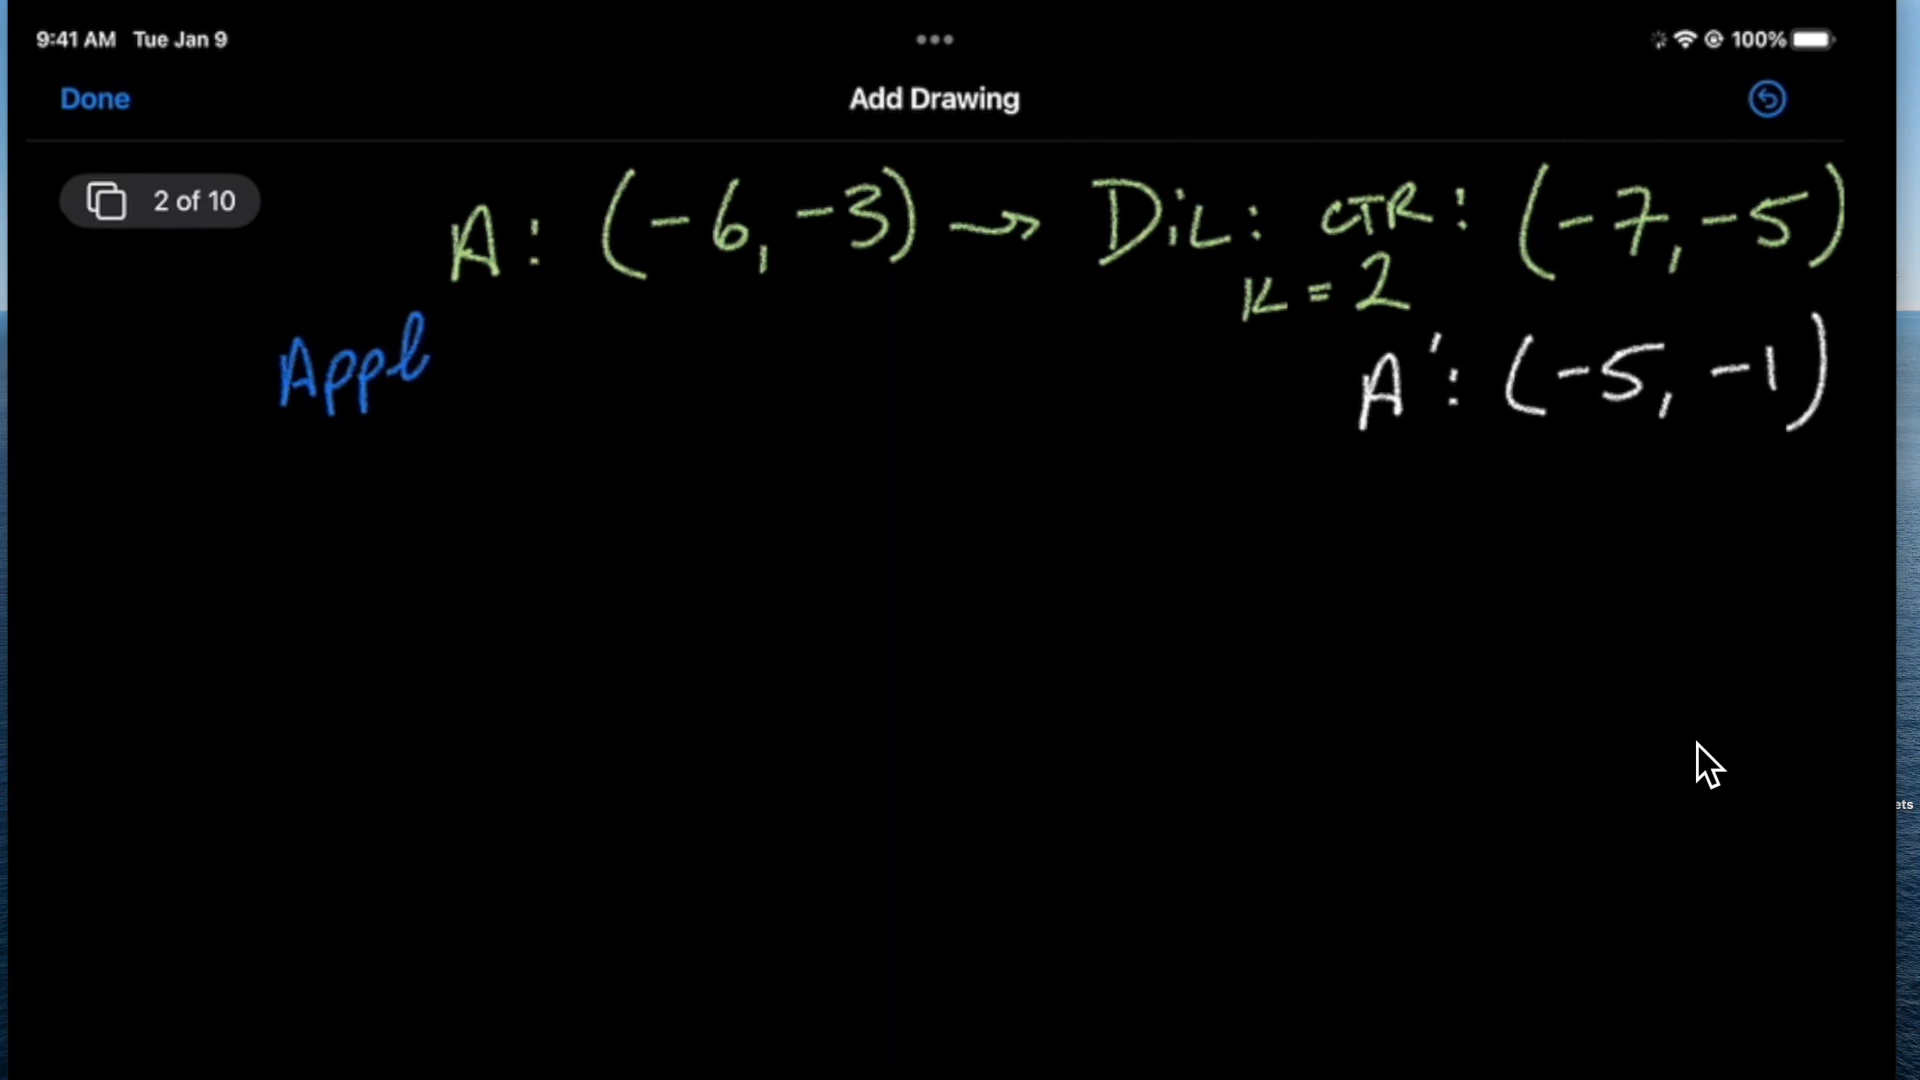 9:41 AM Tue Jan 9
100%
Done
Add Drawing
2 of 10
A: (-6, -3) → DiL: CTR: (-7, -5)
K = 2
Appl
A': (-5, -1)
ets